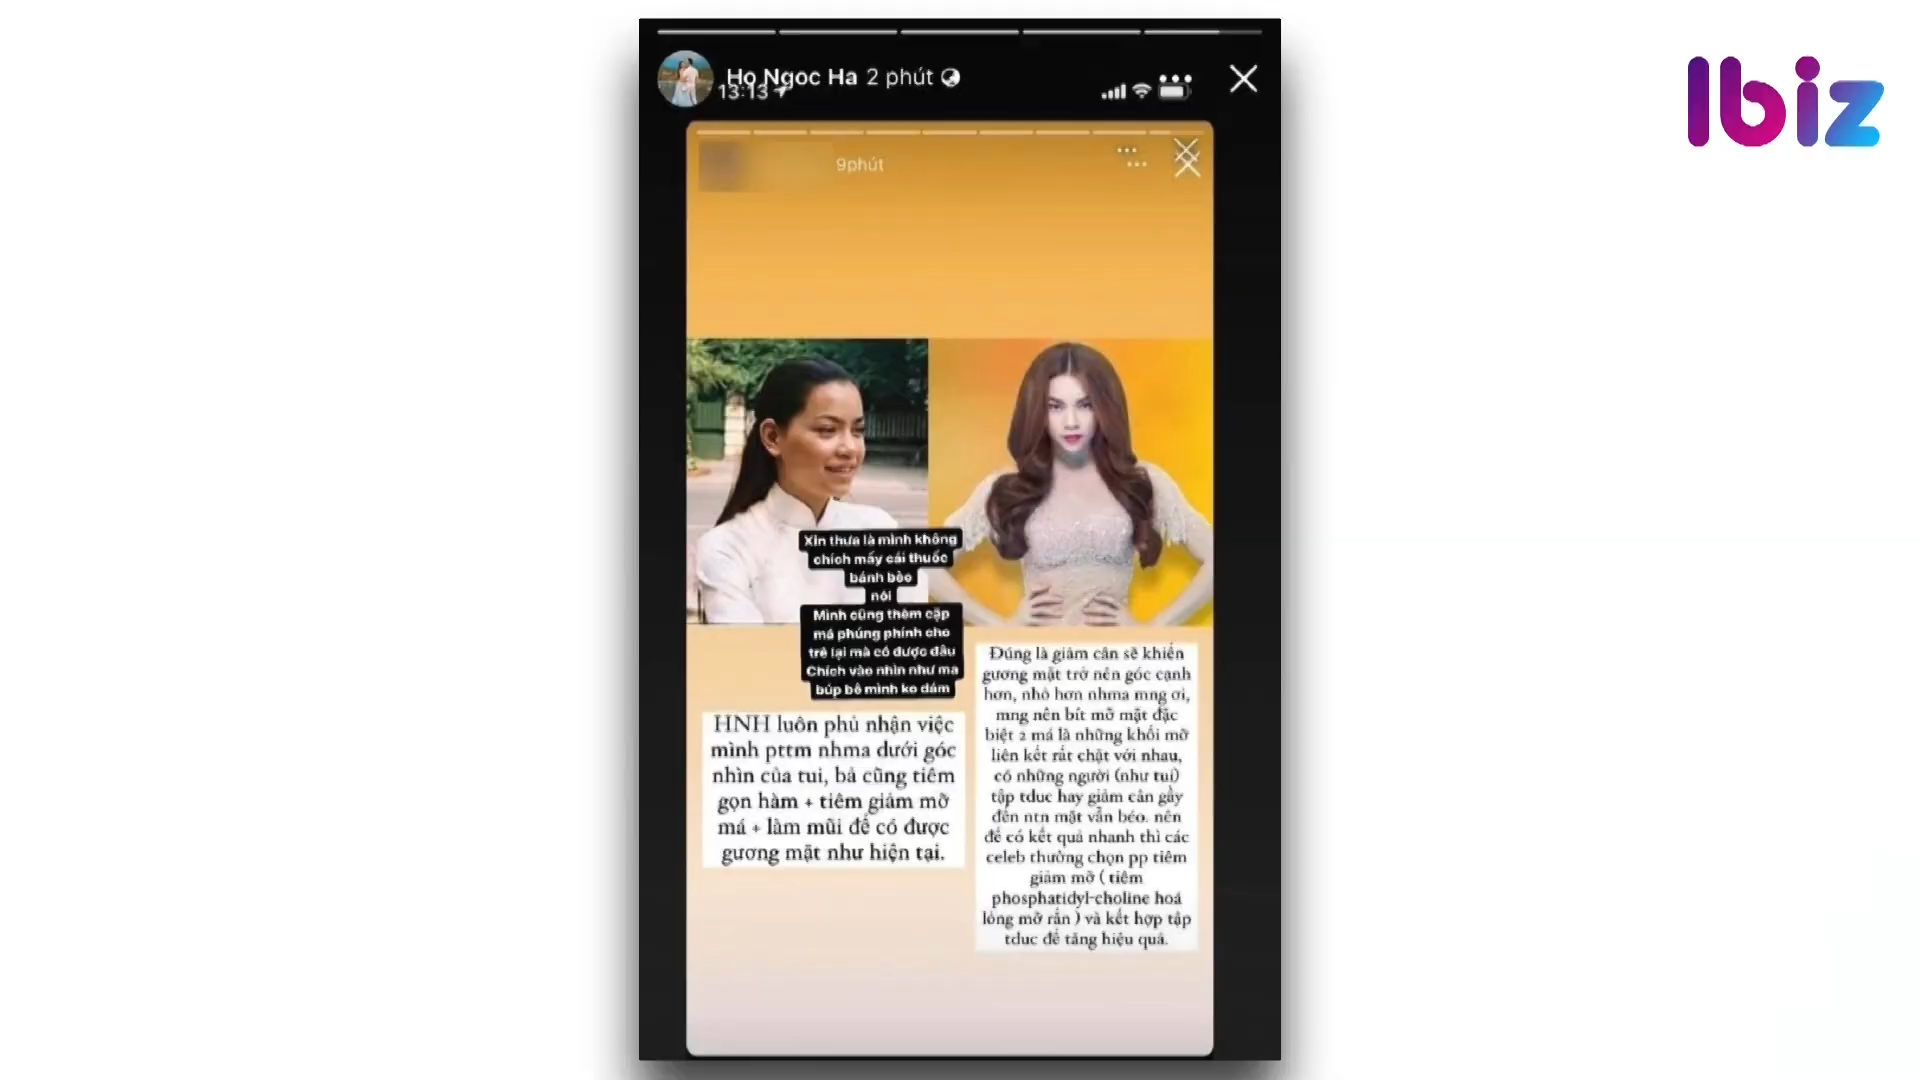 Ho Ngoc Ha 2 phút
13:13
Ibiz
9phút
Xin thưa là mình không
chích mấy cái thuốc
bánh bèo
nói
Mình cũng thèm cặp
má phúng phính cho
trẻ lại mà có được đâu
Chích vào nhìn như ma
búp bê mình ko dám
HNH luôn phủ nhận việc
mình pttm nhma dưới góc
nhìn của tui, bả cũng tiêm
gọn hàm + tiêm giảm mỡ
má + làm mũi để có được
gương mặt như hiện tại.
Đúng là giảm cân sẽ khiến
gương mặt trở nên góc cạnh
hơn, nhỏ hơn nhma mng ơi,
mng nên bít mỡ mặt đặc
biệt 2 má là những khối mỡ
liên kết rất chặt với nhau,
có những người (như tui)
tập tduc hay giảm cân gầy
đến ntn mặt vẫn béo. nên
để có kết quả nhanh thì các
celeb thường chọn pp tiêm
giảm mỡ ( tiêm
phosphatidyl-choline hoá
lỏng mỡ rắn ) và kết hợp tập
tduc để tăng hiệu quả.